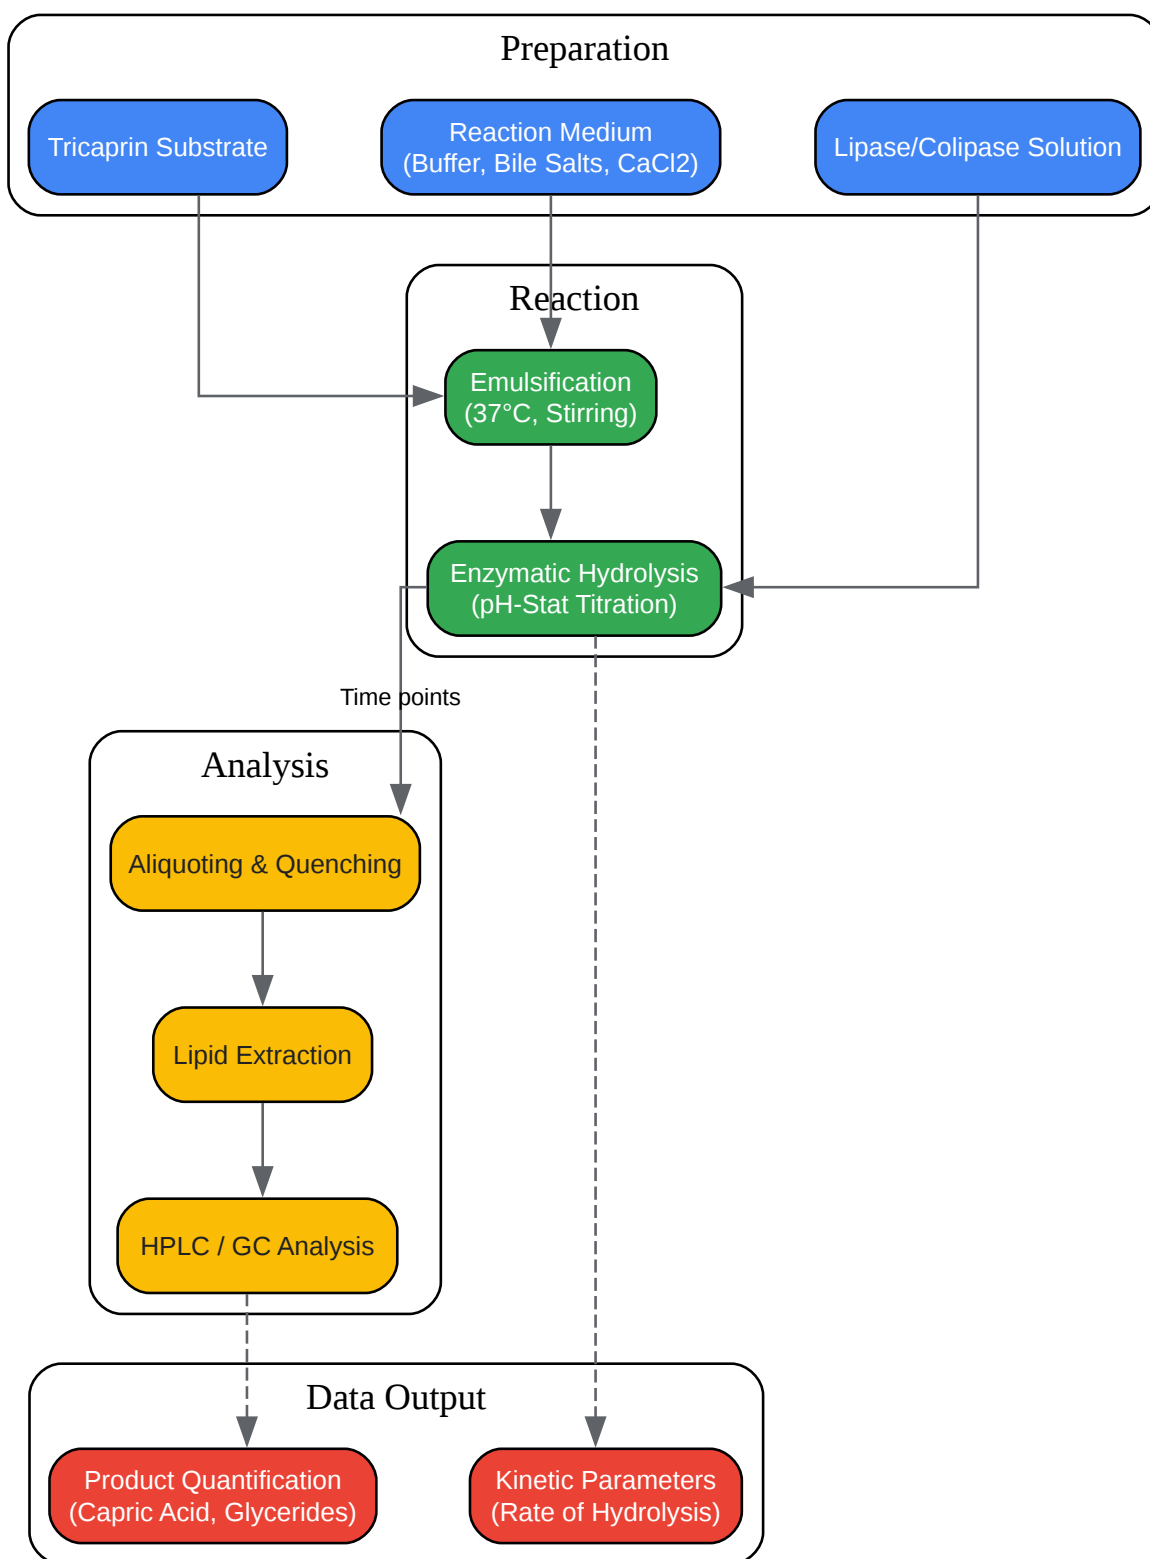 Preparation
Tricaprin Substrate
Reaction Medium
(Buffer, Bile Salts, CaCl2)
Lipase/Colipase Solution
Reaction
Emulsification
(37°C, Stirring)
Enzymatic Hydrolysis
(pH-Stat Titration)
Time points
Analysis
Aliquoting & Quenching
Lipid Extraction
HPLC / GC Analysis
Data Output
Product Quantification
(Capric Acid, Glycerides)
Kinetic Parameters
(Rate of Hydrolysis)